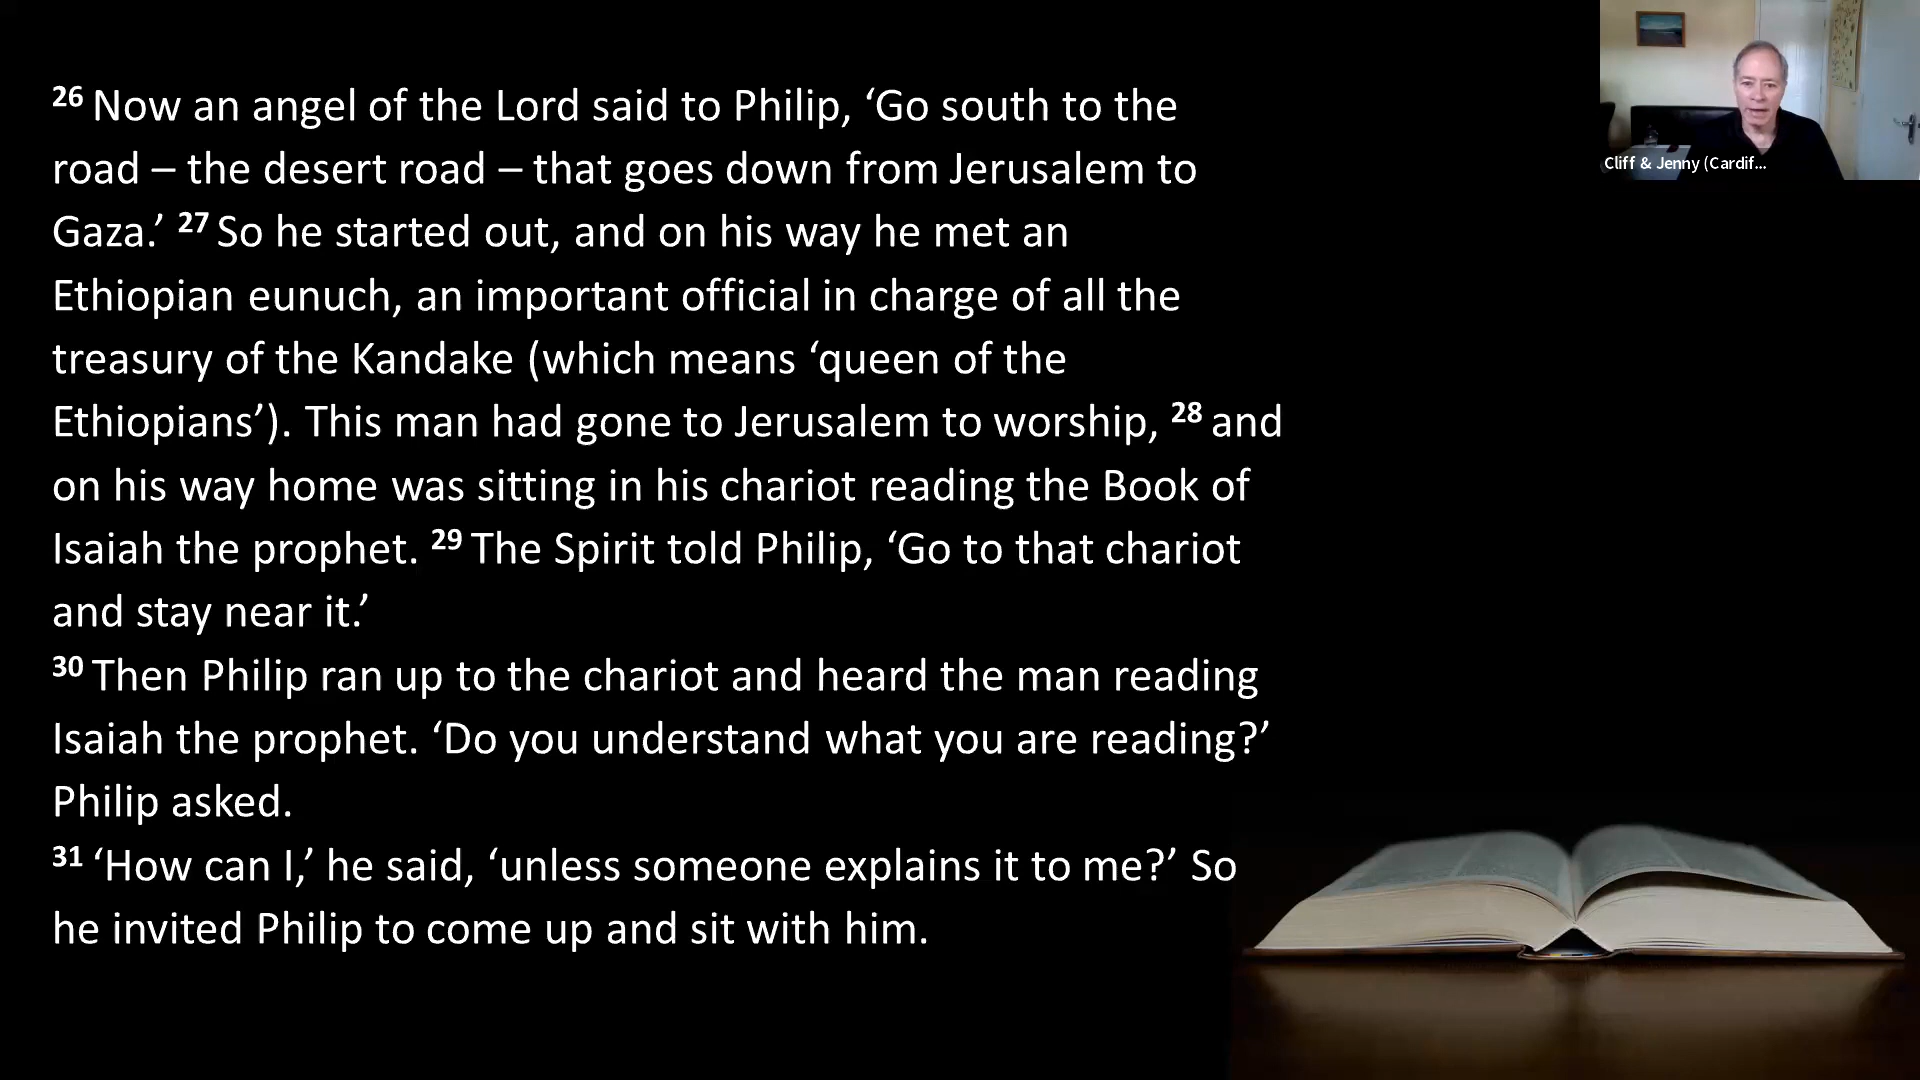 26 Now an angel of the Lord said to Philip, ‘Go south to the
road – the desert road – that goes down from Jerusalem to
Gaza.’ 27 So he started out, and on his way he met an
Ethiopian eunuch, an important official in charge of all the
treasury of the Kandake (which means ‘queen of the
Ethiopians’). This man had gone to Jerusalem to worship, 28 and
on his way home was sitting in his chariot reading the Book of
Isaiah the prophet. 29 The Spirit told Philip, ‘Go to that chariot
and stay near it.’
30 Then Philip ran up to the chariot and heard the man reading
Isaiah the prophet. ‘Do you understand what you are reading?’
Philip asked.
31 ‘How can I,’ he said, ‘unless someone explains it to me?’ So
he invited Philip to come up and sit with him.
Cliff & Jenny (Cardif...